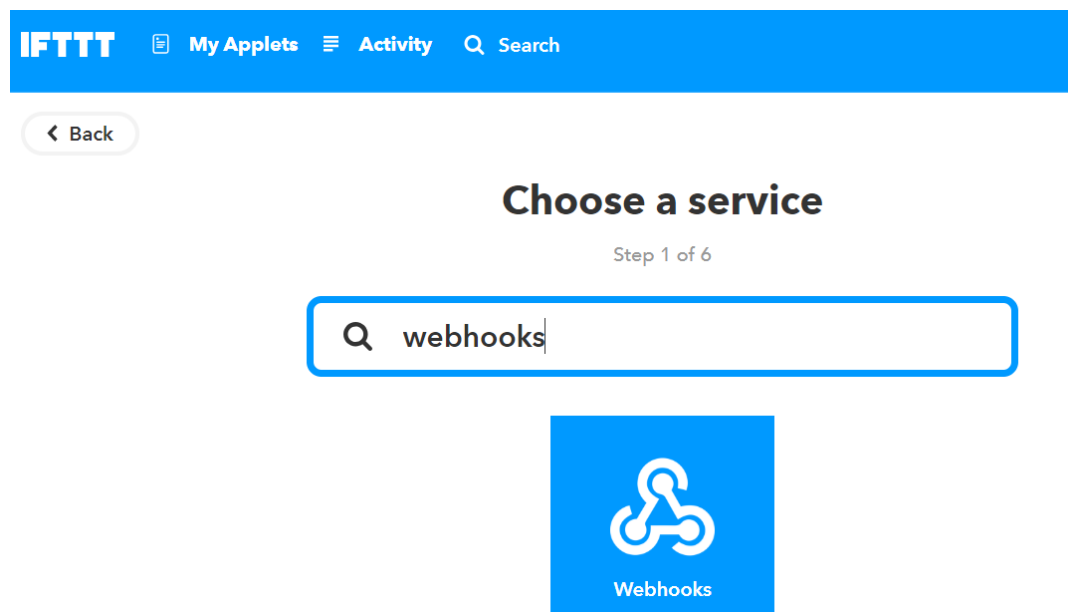 IFTTT My Applets Activity Search
Back
Choose a service
Step 1 of 6
webhooks
Webhooks